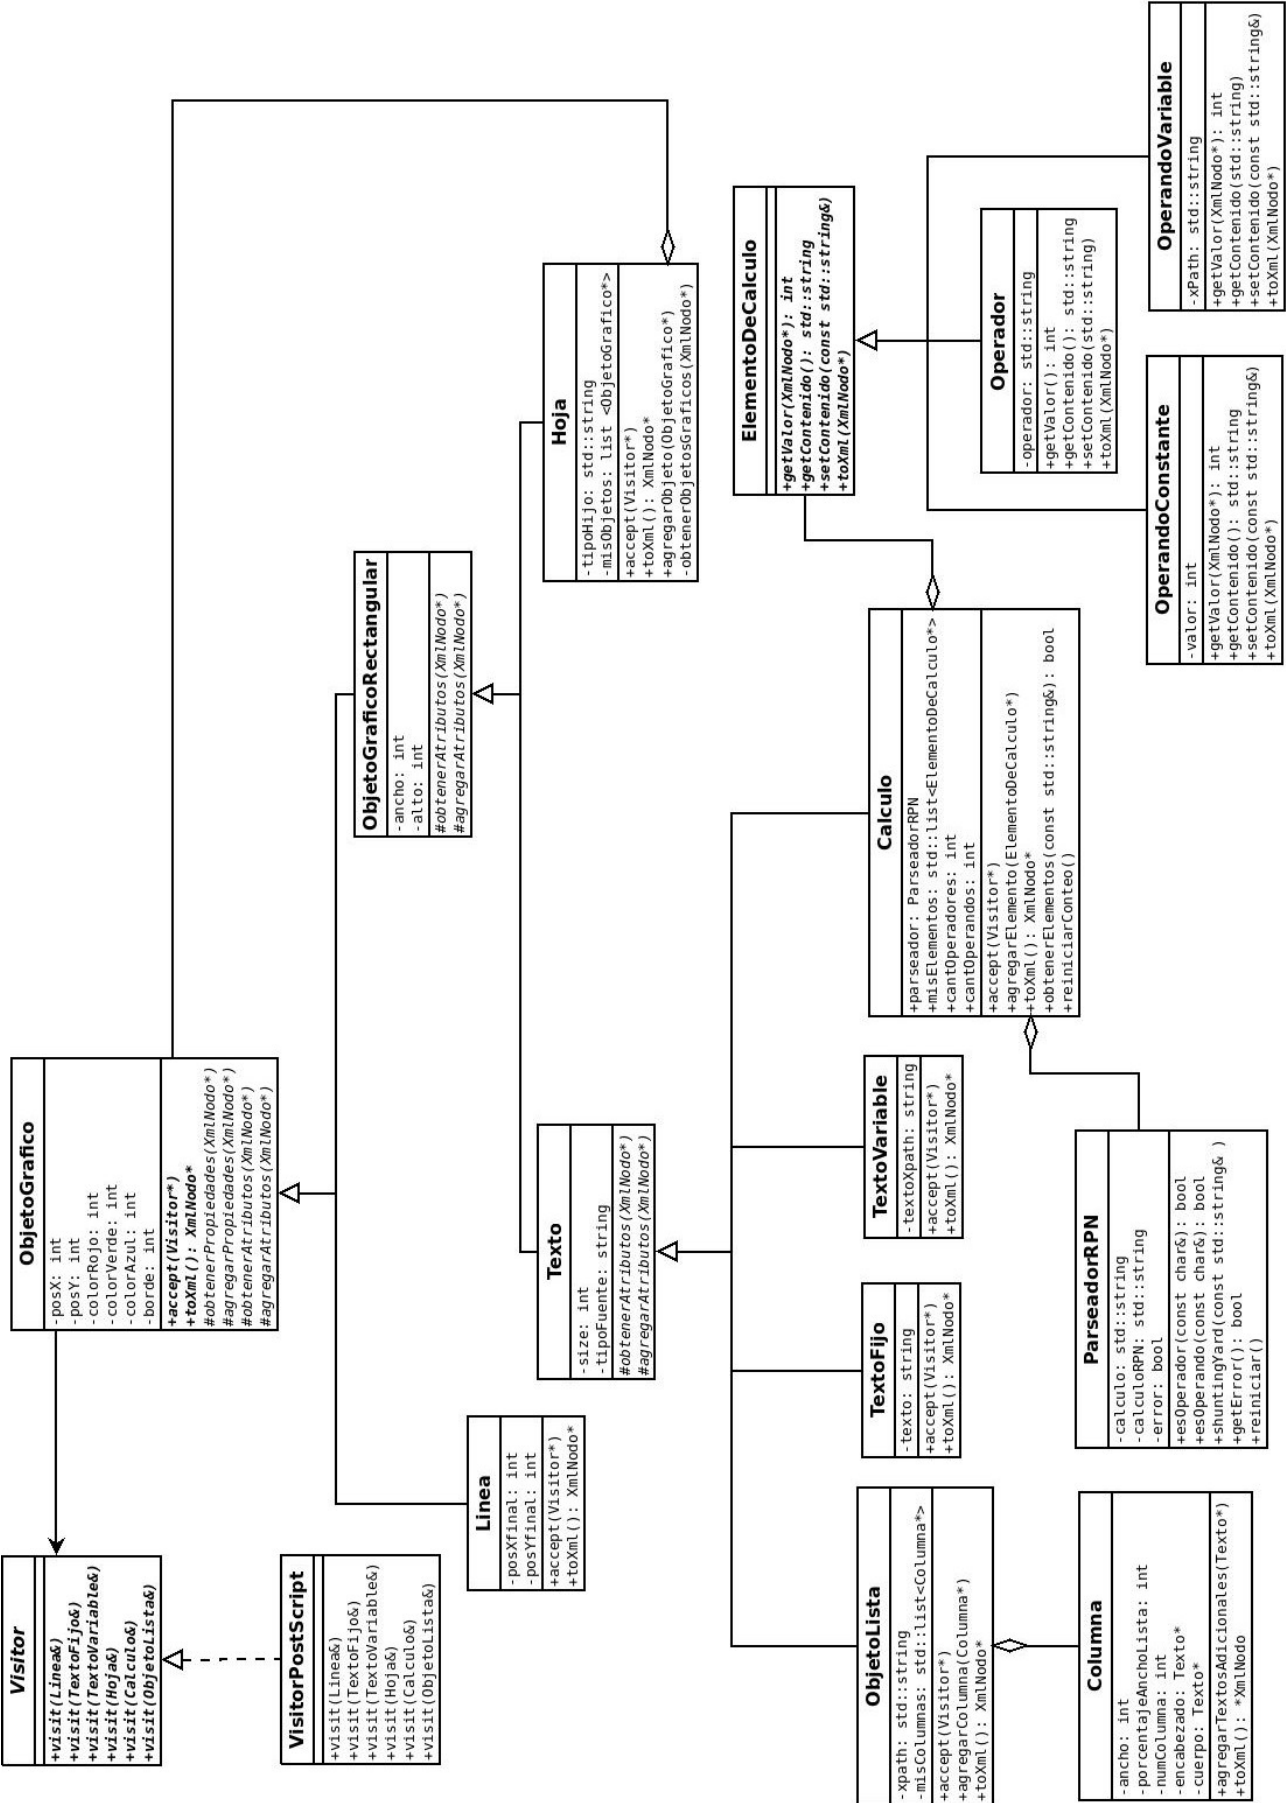 Visitor
+visit(Linea&)
+visit(TextoFijo&)
+visit(TextoVariable&)
+visit(Hoja&)
+visit(Calculo&)
+visit(ObjetoLista&)
VisitorPostScript
+visit(Linea&)
+visit(TextoFijo&)
+visit(TextoVariable&)
+visit(Hoja&)
+visit(Calculo&)
+visit(ObjetoLista&)
ObjetoGrafico
-posX: int
-posY: int
-colorRojo: int
-colorVerde: int
-colorAzul: int
-borde: int
+accept(Visitor*)
+toXml(): XmlNodo*
#obtenerPropiedades(XmlNodo*)
#agregarPropiedades(XmlNodo*)
#obtenerAtributos(XmlNodo*)
#agregarAtributos(XmlNodo*)
Linea
-posXfinal: int
-posYfinal: int
+accept(Visitor*)
+toXml(): XmlNodo*
ObjetoGraficoRectangular
-ancho: int
-alto: int
#obtenerAtributos(XmlNodo*)
#agregarAtributos(XmlNodo*)
Texto
-size: int
-tipoFuente: string
#obtenerAtributos(XmlNodo*)
#agregarAtributos(XmlNodo*)
Hoja
-tipoHijo: std::string
-misObjetos: list <ObjetoGrafico*>
+accept(Visitor*)
+toXml(): XmlNodo*
+agregarObjeto(ObjetoGrafico*)
-obtenerObjetosGraficos(XmlNodo*)
ObjetoLista
-xpath: std::string
-misColumnas: std::list<Columna*>
+accept(Visitor*)
+agregarColumna(Columna*)
+toXml(): XmlNodo*
TextoFijo
-texto: string
+accept(Visitor*)
+toXml(): XmlNodo*
TextoVariable
-textoXpath: string
+accept(Visitor*)
+toXml(): XmlNodo*
Calculo
+parseador: ParseadorRPN
+misElementos: std::list<ElementoDeCalculo*>
+cantOperadores: int
+cantOperandos: int
+accept(Visitor*)
+agregarElemento(ElementoDeCalculo*)
+toXml(): XmlNodo*
+obtenerElementos(const std::string&): bool
+reiniciarConteo()
ElementoDeCalculo
+getValor(XmlNodo*): int
+getContenido(): std::string
+setContenido(const std::string&)
+toXml(XmlNodo*)
Columna
-ancho: int
-porcentajeAnchoLista: int
-numColumna: int
-encabezado: Texto*
-cuerpo: Texto*
+agregarTextosAdicionales(Texto*)
+toXml(): *XmlNodo
ParseadorRPN
-calculo: std::string
-calculoRPN: std::string
-error: bool
+esOperador(const char&): bool
+esOperando(const char&): bool
+shuntingYard(const std::string& )
+getError(): bool
+reiniciar()
OperandoConstante
-valor: int
+getValor(XmlNodo*): int
+getContenido(): std::string
+setContenido(const std::string&)
+toXml(XmlNodo*)
Operador
-operador: std::string
+getValor(): int
+getContenido(): std::string
+setContenido(std::string)
+toXml(XmlNodo*)
OperandoVariable
-xPath: std::string
+getValor(XmlNodo*): int
+getContenido(std::string)
+setContenido(const std::string&)
+toXml(XmlNodo*)